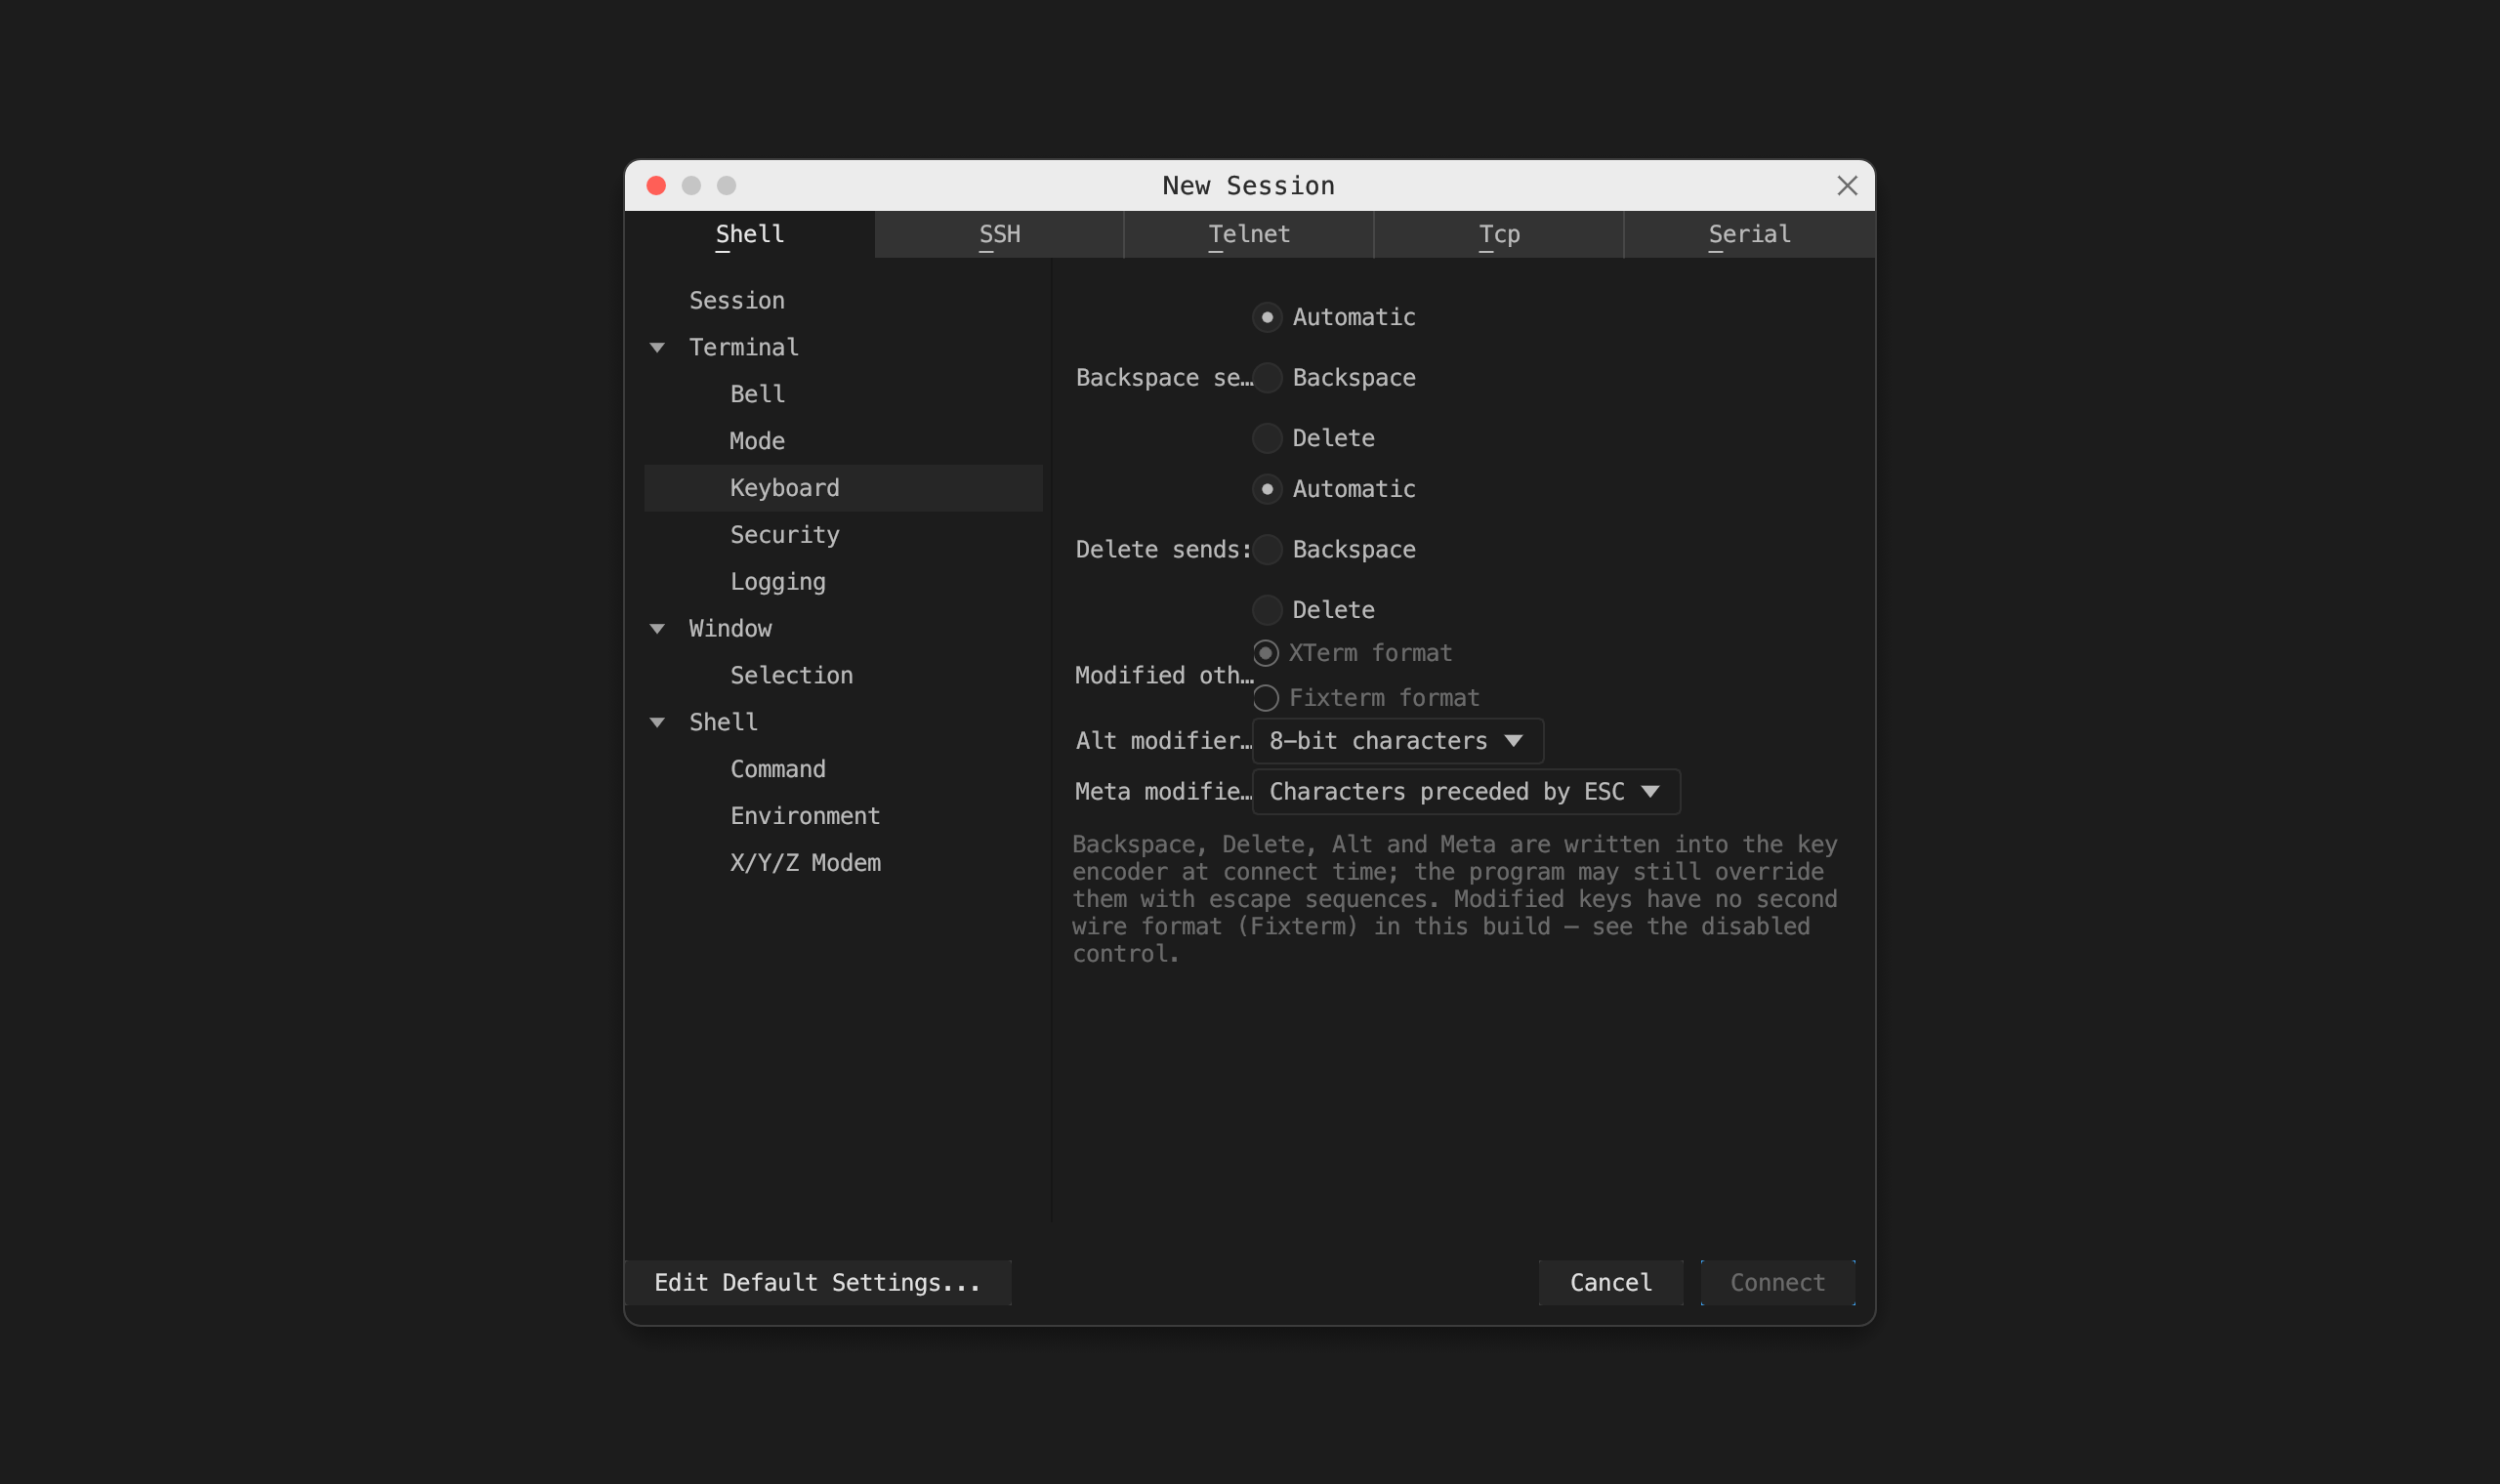 New Session
Shell SSH Telnet Tcp Serial
Session
Terminal
Bell
Mode
Keyboard
Security
Logging
Window
Selection
Shell
Command
Environment
X/Y/Z Modem
Automatic
Backspace se… Backspace
Delete
Automatic
Delete sends: Backspace
Delete
XTerm format
Modified oth…
Fixterm format
Alt modifier… 8-bit characters
Meta modifie… Characters preceded by ESC
Backspace, Delete, Alt and Meta are written into the key
encoder at connect time; the program may still override
them with escape sequences. Modified keys have no second
wire format (Fixterm) in this build — see the disabled
control.
Edit Default Settings... Cancel Connect